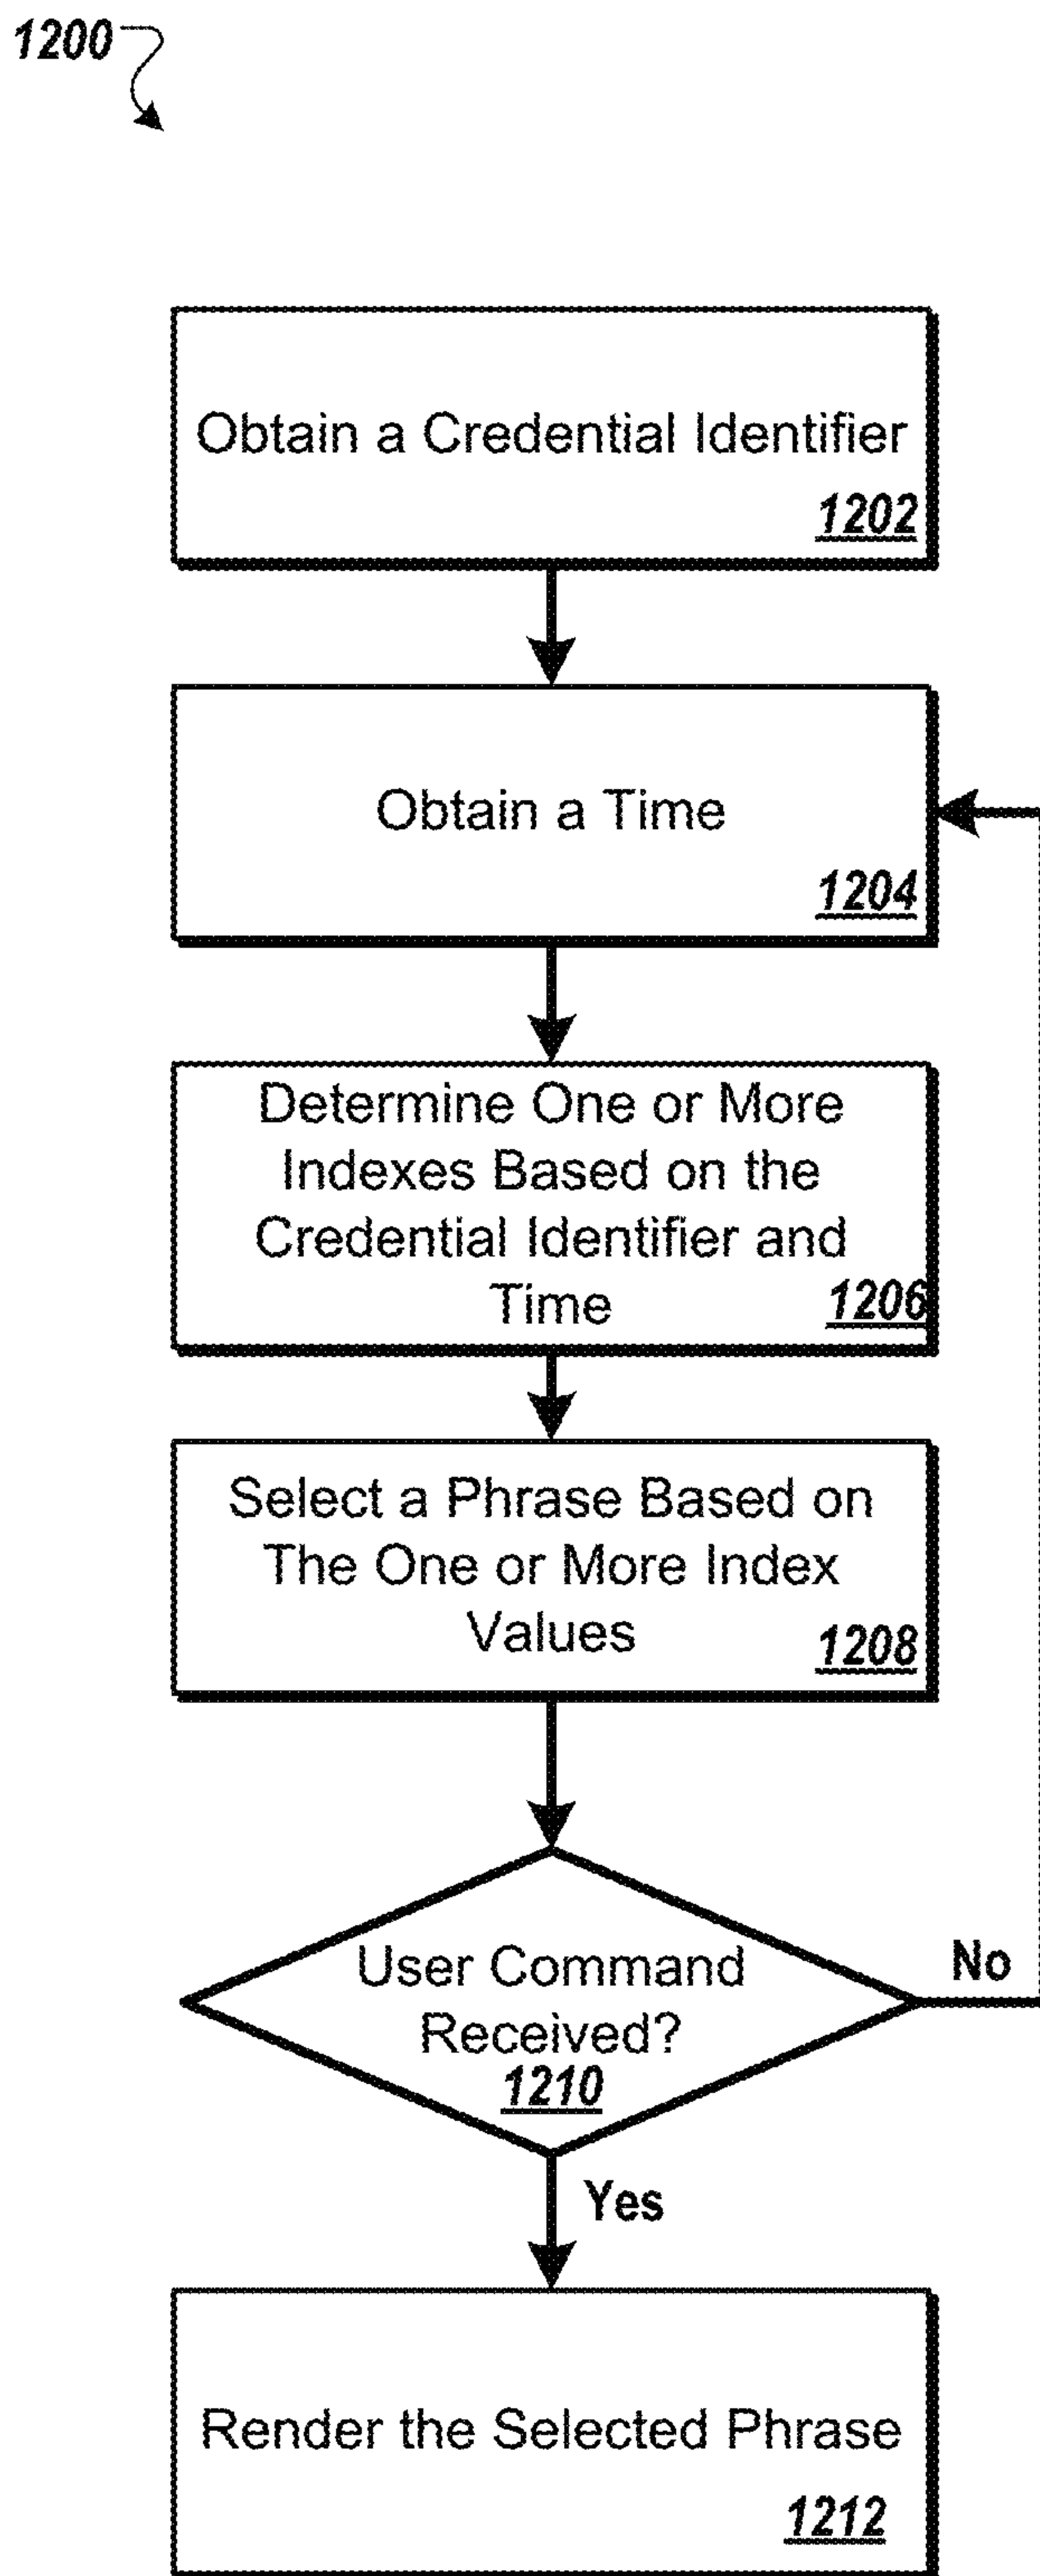 1200
Obtain a Credential Identifier
1202
Obtain a Time
1204
Determine One or More
Indexes Based on the
Credential Identifier and
Time
1206
Select a Phrase Based on
The One or More Index
Values
1208
User Command
Received?
1210
No
Yes
Render the Selected Phrase
1212